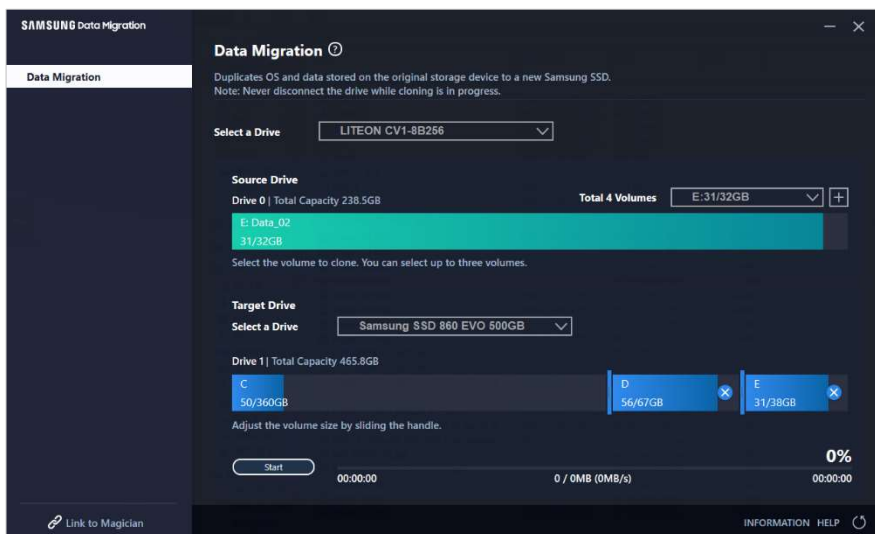 SAMSUNG Data Migration
Data Migration
Data Migration ?
Duplicates OS and data stored on the original storage device to a new Samsung SSD.
Note: Never disconnect the drive while cloning is in progress.
Select a Drive LITEON CV1-8B256
Source Drive
Drive 0 | Total Capacity 238.5GB Total 4 Volumes E:31/32GB +
E: Data_02
31/32GB
Select the volume to clone. You can select up to three volumes.
Target Drive
Select a Drive Samsung SSD 860 EVO 500GB
Drive 1 | Total Capacity 465.8GB
C D E
50/360GB 56/67GB 31/38GB
Adjust the volume size by sliding the handle.
0%
Start
00:00:00 0 / 0MB (0MB/s) 00:00:00
Link to Magician INFORMATION HELP